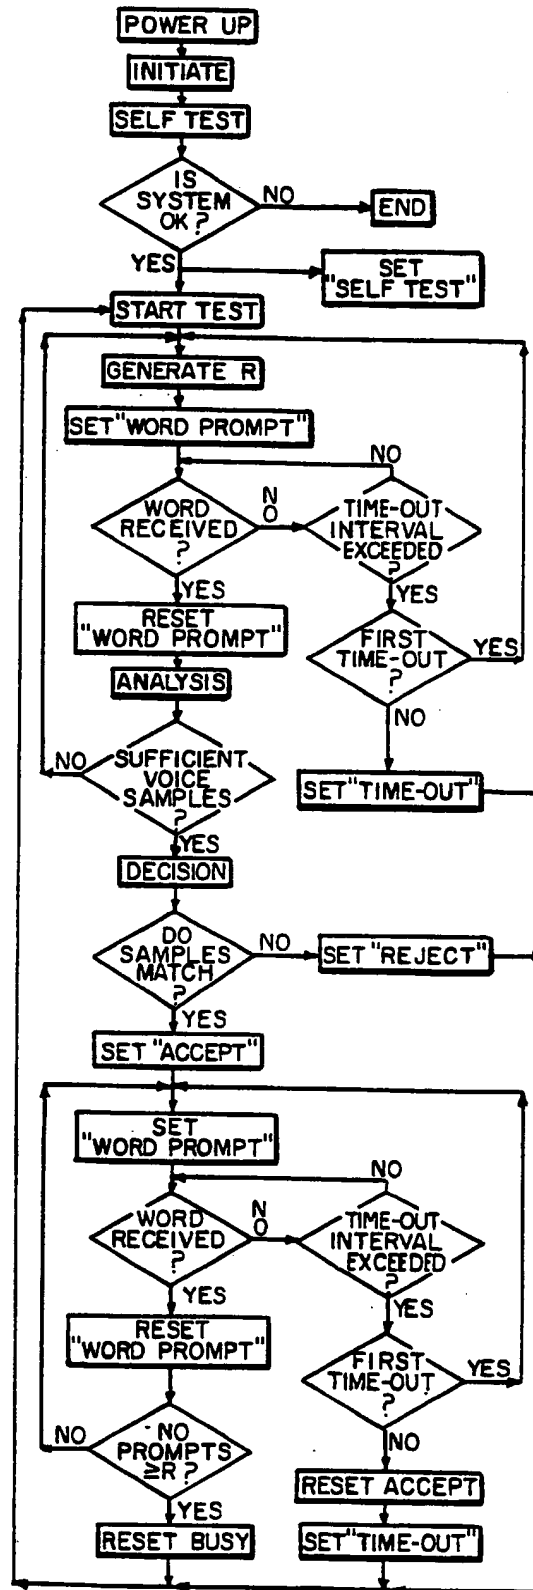 POWER UP
INITIATE
SELF TEST
IS
SYSTEM
OK?
NO
END
YES
SET
"SELF TEST"
START TEST
GENERATE R
SET "WORD PROMPT"
NO
WORD
RECEIVED
?
N
O
TIME-OUT
INTERVAL
EXCEEDED
?
YES
YES
RESET
"WORD PROMPT"
FIRST
TIME-OUT
?
YES
ANALYSIS
NO
NO
SUFFICIENT
VOICE
SAMPLES
?
SET "TIME-OUT"
YES
DECISION
DO
SAMPLES
MATCH
?
NO
SET "REJECT"
YES
SET "ACCEPT"
SET
"WORD PROMPT"
NO
WORD
RECEIVED
?
N
O
TIME-OUT
INTERVAL
EXCEEDED
?
YES
YES
RESET
"WORD PROMPT"
FIRST
TIME-OUT
?
YES
NO
NO
PROMPTS
≥R?
NO
RESET ACCEPT
YES
RESET BUSY
SET "TIME-OUT"